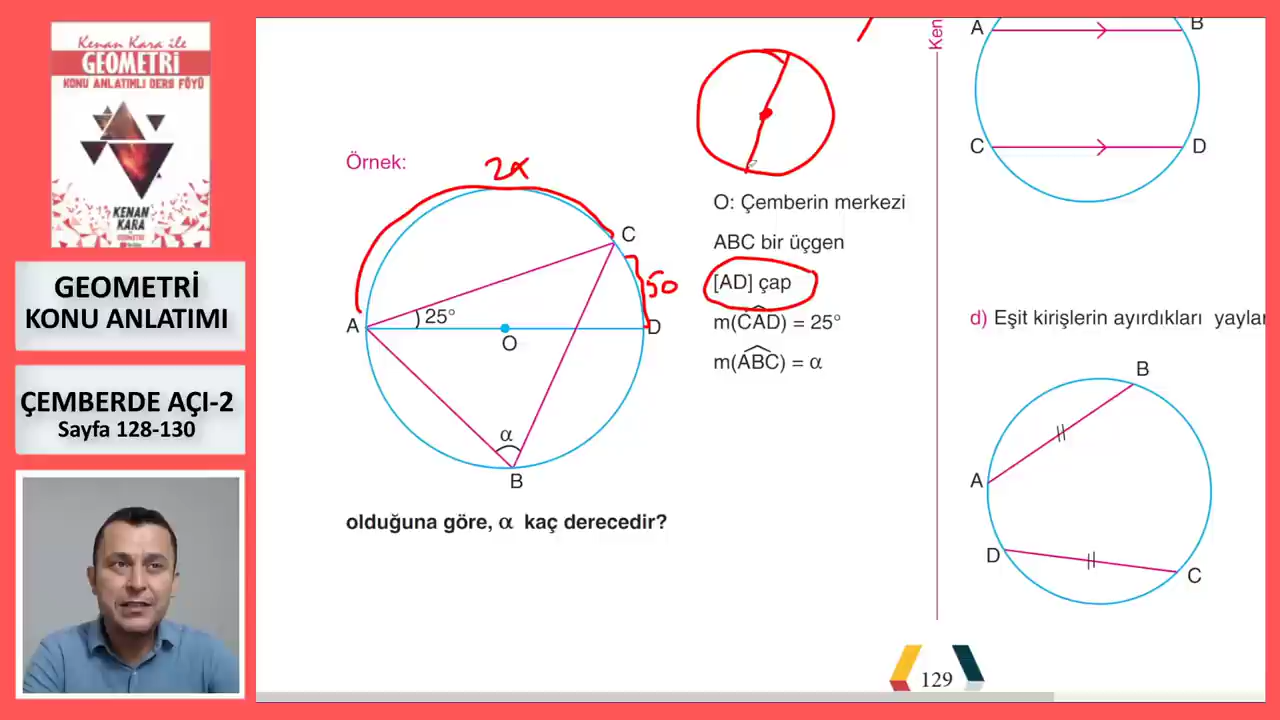 Kenan Kara ile
GEOMETRİ
KONU ANLATIMLI DERS FÖYÜ
KENAN
KARA
GEOMETRİ
KONU ANLATIMI
ÇEMBERDE AÇI-2
Sayfa 128-130
Örnek:
2α
C
50
A
25°
D
O
α
B
O: Çemberin merkezi
ABC bir üçgen
[AD] çap
m(CAD) = 25°
m(ABC) = α
olduğuna göre, α kaç derecedir?
Ken
A
B
C
D
d) Eşit kirişlerin ayırdıkları yaylar
B
A
D
C
129